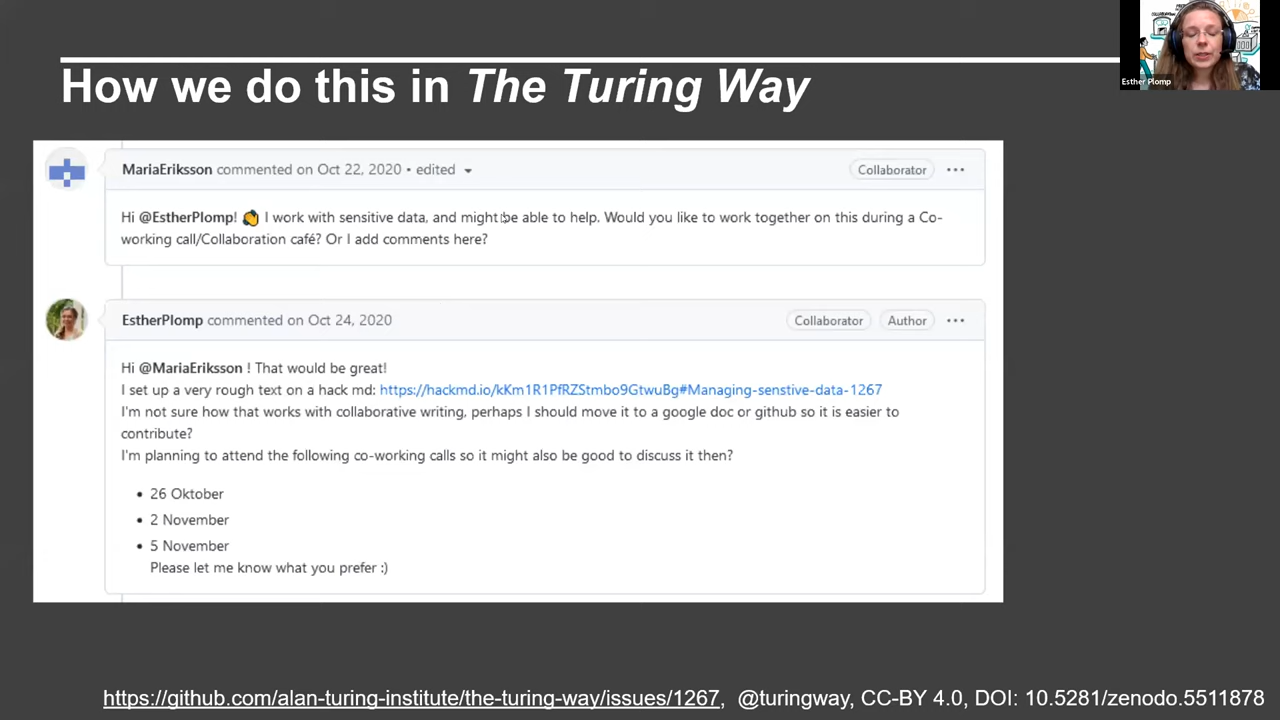 Esther Plomp
How we do this in The Turing Way
MariaEriksson commented on Oct 22, 2020 • edited
Collaborator
Hi @EstherPlomp! 👏 I work with sensitive data, and might be able to help. Would you like to work together on this during a Co-
working call/Collaboration café? Or I add comments here?
EstherPlomp commented on Oct 24, 2020
Collaborator Author
Hi @MariaEriksson ! That would be great!
I set up a very rough text on a hack md: https://hackmd.io/kKm1R1PfRZStmbo9GtwuBg#Managing-senstive-data-1267
I'm not sure how that works with collaborative writing, perhaps I should move it to a google doc or github so it is easier to
contribute?
I'm planning to attend the following co-working calls so it might also be good to discuss it then?
• 26 Oktober
• 2 November
• 5 November
Please let me know what you prefer :)
https://github.com/alan-turing-institute/the-turing-way/issues/1267, @turingway, CC-BY 4.0, DOI: 10.5281/zenodo.5511878